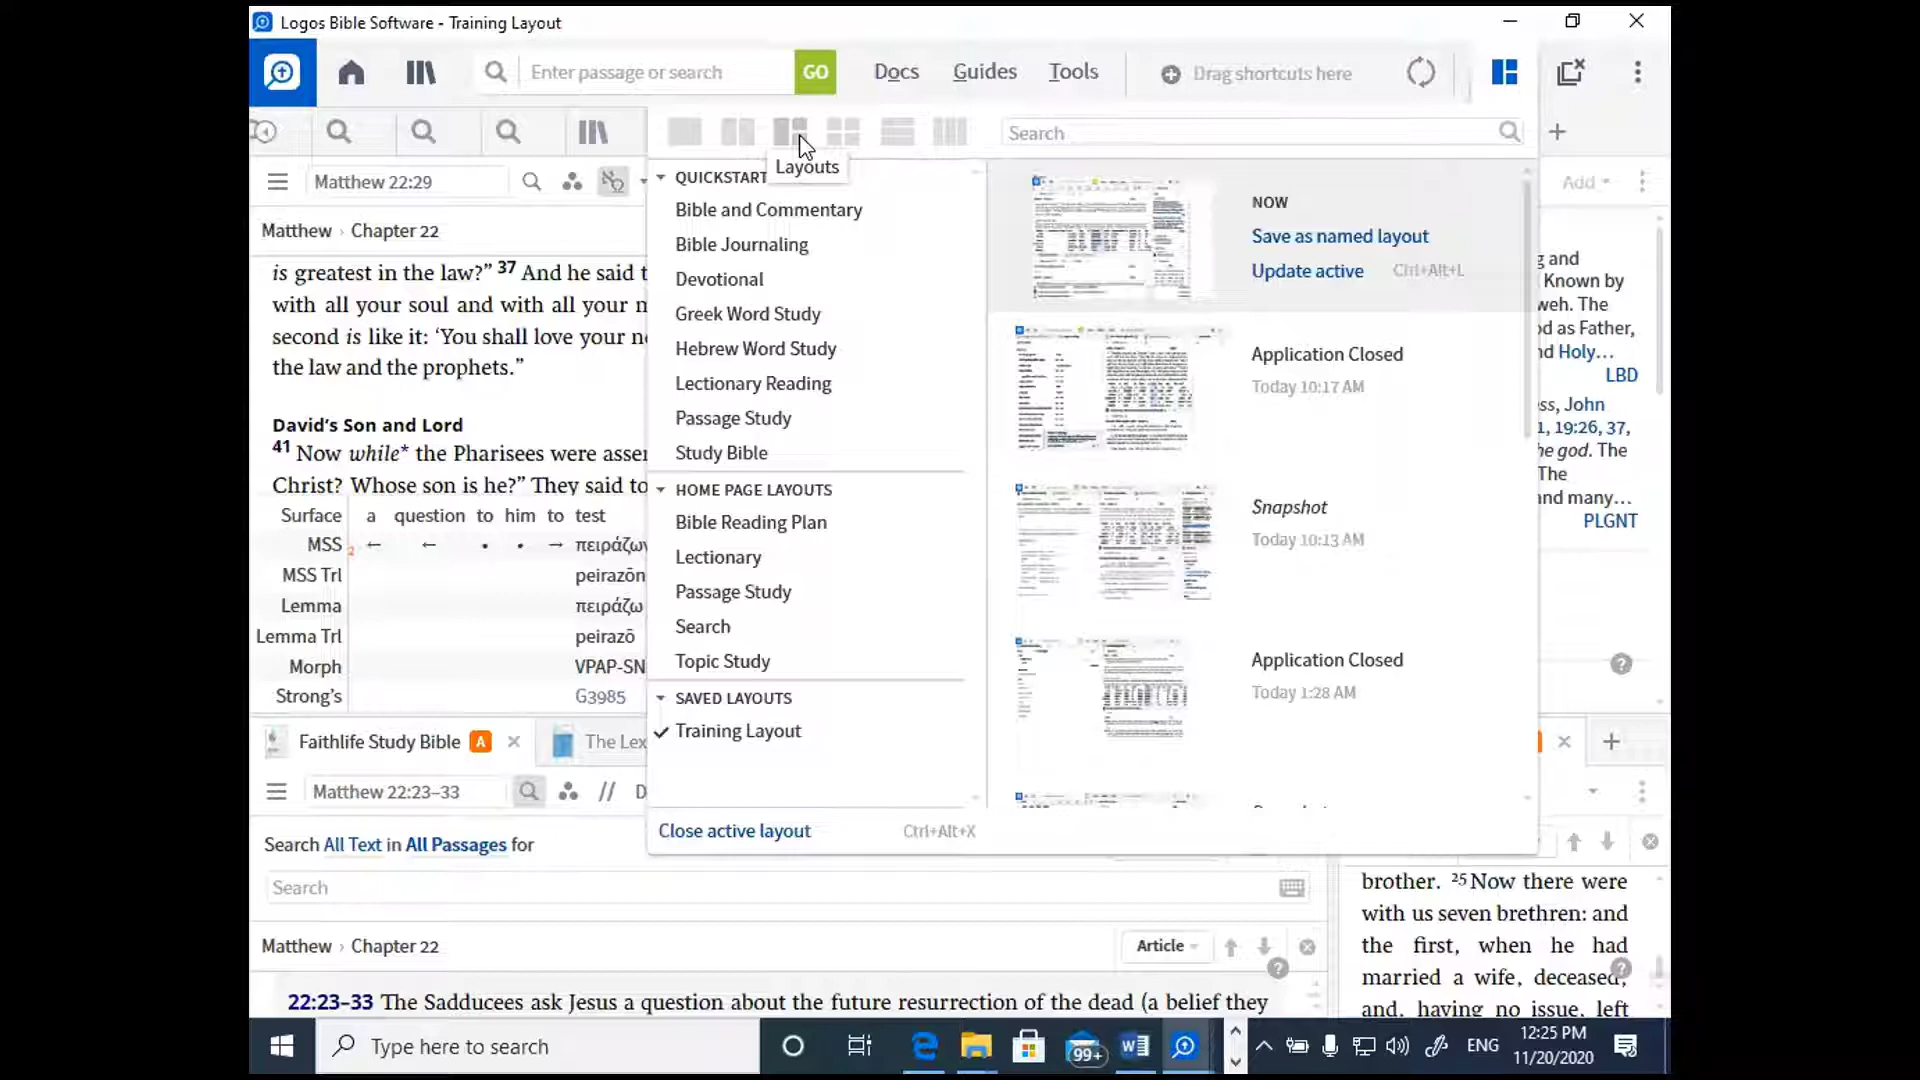 Logos Bible Software - Training Layout
Enter passage or search
GO
Docs
Guides
Tools
Drag shortcuts here
Search
Layouts
Matthew 22:29
Add
Matthew › Chapter 22
is greatest in the law?” 37 And he said t
with all your soul and with all your m
second is like it: ‘You shall love your ne
the law and the prophets.”
David’s Son and Lord
41 Now while* the Pharisees were asse
Christ? Whose son is he?” They said to
Surface a question to him to test
MSS 2 ← ← • • → πειράζων
MSS Trl peirazōn
Lemma πειράζω
Lemma Trl peirazō
Morph VPAP-SN
Strong’s G3985
QUICKSTART
Bible and Commentary
Bible Journaling
Devotional
Greek Word Study
Hebrew Word Study
Lectionary Reading
Passage Study
Study Bible
HOME PAGE LAYOUTS
Bible Reading Plan
Lectionary
Passage Study
Search
Topic Study
SAVED LAYOUTS
Training Layout
Close active layout Ctrl+Alt+X
NOW
Save as named layout
Update active Ctrl+Alt+L
Application Closed
Today 10:17 AM
Snapshot
Today 10:13 AM
Application Closed
Today 1:28 AM
g and
Known by
weh. The
od as Father,
nd Holy…
LBD
ss, John
1, 19:26, 37,
he god. The
The
and many…
PLGNT
Faithlife Study Bible A
The Lex
Matthew 22:23–33
D
Search All Text in All Passages for
Search
Matthew › Chapter 22
Article
22:23–33 The Sadducees ask Jesus a question about the future resurrection of the dead (a belief they
brother. 25 Now there were
with us seven brethren: and
the first, when he had
married a wife, deceased,
and, having no issue, left
Type here to search
99+
ENG
12:25 PM
11/20/2020